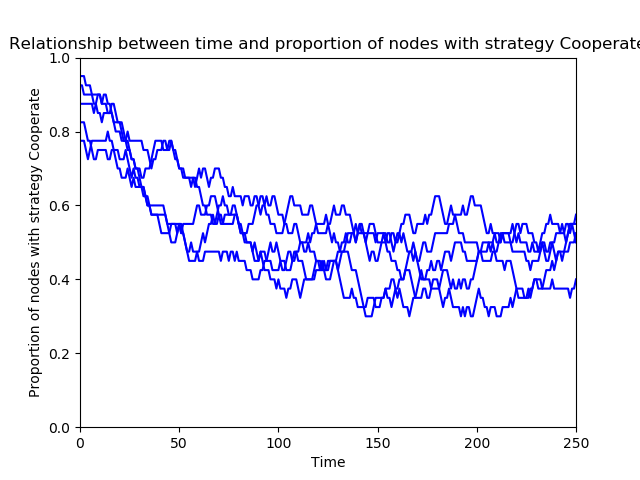 Relationship between time and proportion of nodes with strategy Cooperate
1.0
0.8
0.6
0.4
0.2
0.0
Proportion of nodes with strategy Cooperate
0 50 100 150 200 250
Time